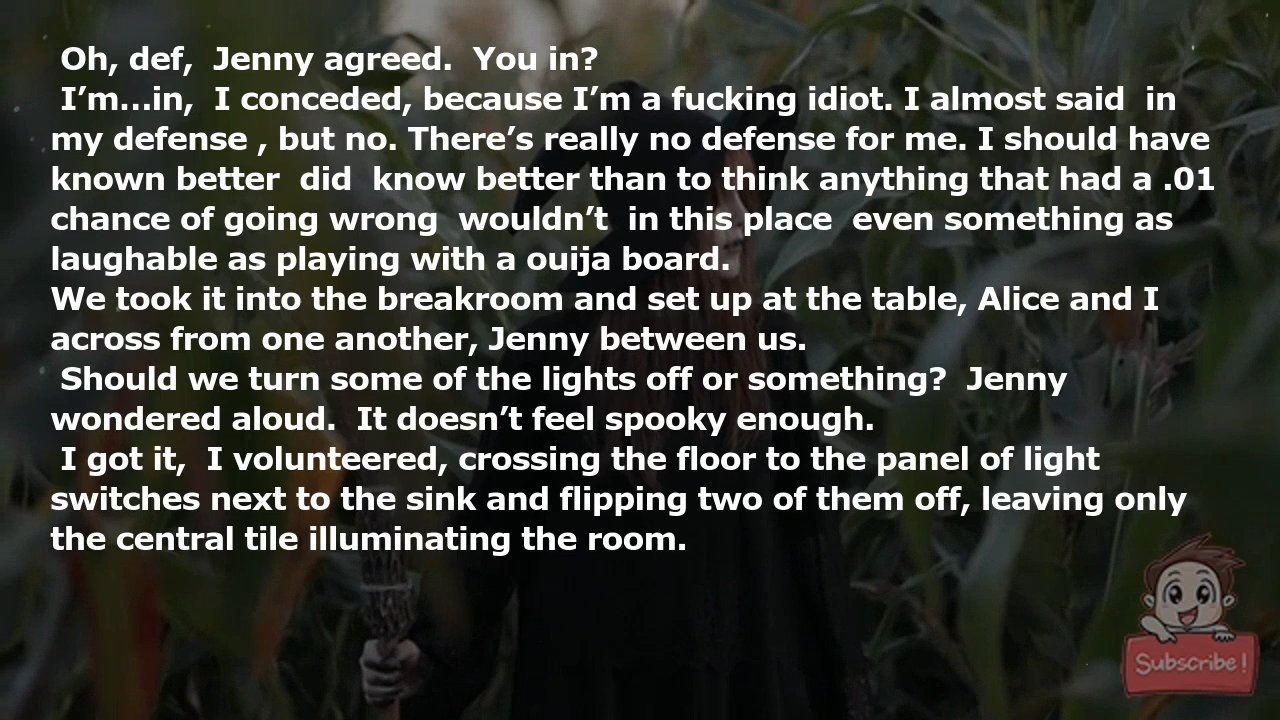 Oh, def,  Jenny agreed.  You in?
I’m...in,  I conceded, because I’m a fucking idiot. I almost said  in
my defense , but no. There’s really no defense for me. I should have
known better  did  know better than to think anything that had a .01
chance of going wrong  wouldn’t  in this place  even something as
laughable as playing with a ouija board.
We took it into the breakroom and set up at the table, Alice and I
across from one another, Jenny between us.
Should we turn some of the lights off or something?  Jenny
wondered aloud.  It doesn’t feel spooky enough.
I got it,  I volunteered, crossing the floor to the panel of light
switches next to the sink and flipping two of them off, leaving only
the central tile illuminating the room.
Subscribe!